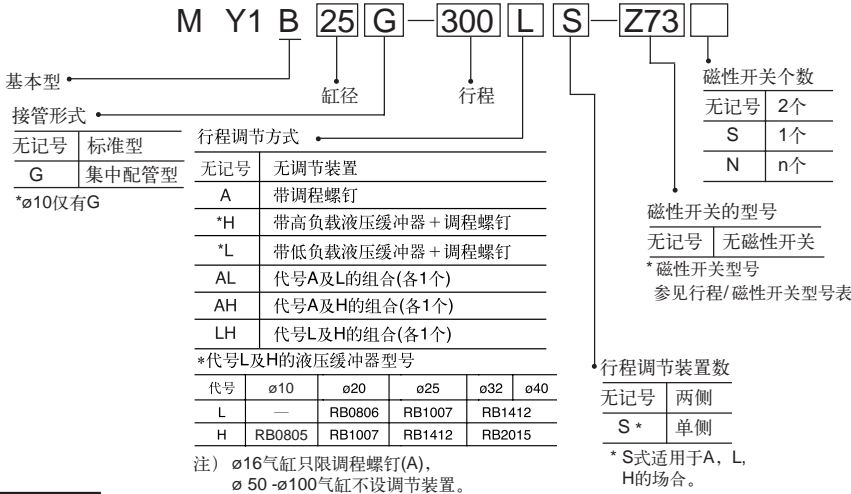 M Y1 B 25 G — 300 L S — Z73
基本型
缸径
行程
磁性开关个数
无记号 2个
S 1个
N n个
接管形式
无记号 标准型
G 集中配管型
*ø10仅有G
行程调节方式
无记号 无调节装置
A 带调程螺钉
*H 带高负载液压缓冲器＋调程螺钉
*L 带低负载液压缓冲器＋调程螺钉
AL 代号A及L的组合(各1个)
AH 代号A及H的组合(各1个)
LH 代号L及H的组合(各1个)
*代号L及H的液压缓冲器型号
代号 ø10 ø20 ø25 ø32 ø40
L — RB0806 RB1007 RB1412
H RB0805 RB1007 RB1412 RB2015
注） ø16气缸只限调程螺钉(A),
ø 50 -ø100气缸不设调节装置。
磁性开关的型号
无记号 无磁性开关
* 磁性开关型号
参见行程/磁性开关型号表
行程调节装置数
无记号 两侧
S * 单侧
* S式适用于A，L,
H的场合。